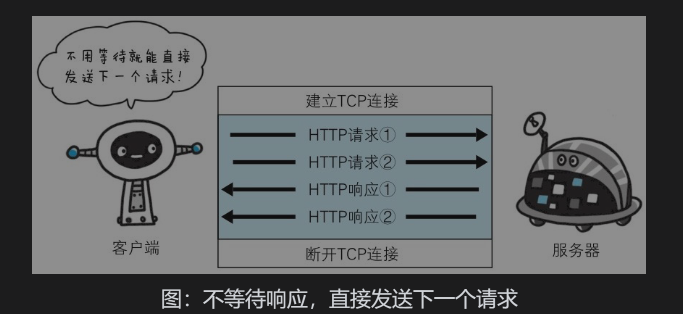 不用等待就能直接
发送下一个请求!
建立TCP连接
HTTP请求①
HTTP请求②
HTTP响应①
HTTP响应②
断开TCP连接
客户端
服务器
图：不等待响应，直接发送下一个请求